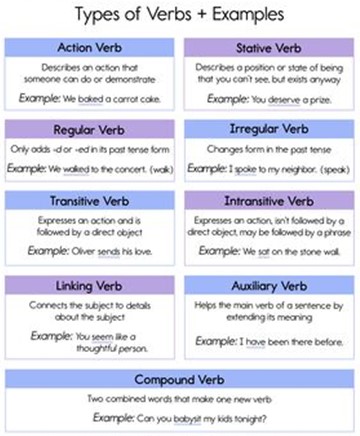 Types of Verbs + Examples
Action Verb
Describes an action that
someone can do or demonstrate
Example: We baked a carrot cake.
Stative Verb
Describes a position or state of being
that you can't see, but exists anyway
Example: You deserve a prize.
Regular Verb
Only adds -d or -ed in its past tense form
Example: We walked to the concert. (walk)
Irregular Verb
Changes form in the past tense
Example: I spoke to my neighbor. (speak)
Transitive Verb
Expresses an action and is
followed by a direct object
Example: Oliver sends his love.
Intransitive Verb
Expresses an action, isn't followed by a
direct object, may be followed by a phrase
Example: We sat on the stone wall.
Linking Verb
Connects the subject to details
about the subject
Example: You seem like a
thoughtful person.
Auxiliary Verb
Helps the main verb of a sentence by
extending its meaning
Example: I have been there before.
Compound Verb
Two combined words that make one new verb
Example: Can you babysit my kids tonight?